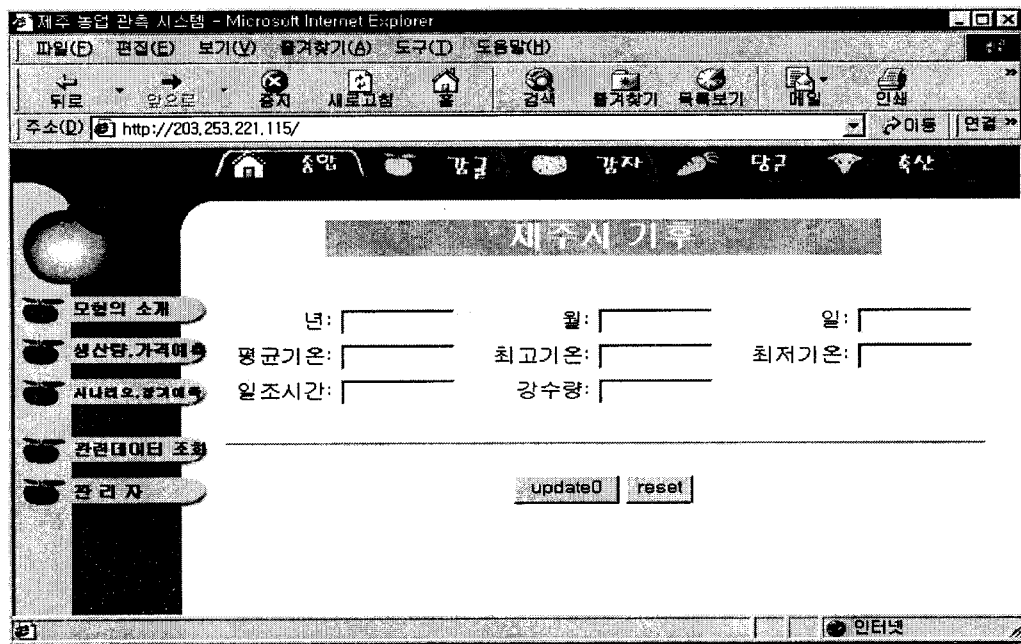 제주 농업 관측 시스템 - Microsoft Internet Explorer
파일(F) 편집(E) 보기(V) 즐겨찾기(A) 도구(T) 도움말(H)
뒤로 앞으로 중지 새로고침 홈 검색 즐겨찾기 목록보기 메일 인쇄 »
주소(D) http://203.253.221.115/ 이동 연결 »
종합 감귤 감자 당근 축산
제주시 기후
모형의 소개
생산량,가격예측
시나리오,장기예측
관련데이터 조회
관 리 자
년: 월: 일:
평균기온: 최고기온: 최저기온:
일조시간: 강수량:
update0 reset
인터넷